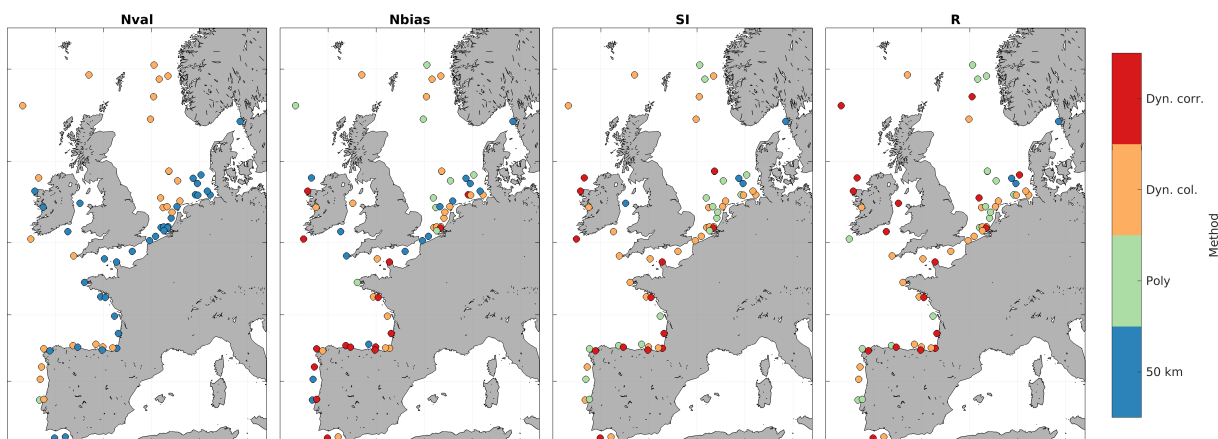 Nval
Nbias
SI
R
Dyn. corr.
Dyn. col.
Poly
50 km
Method